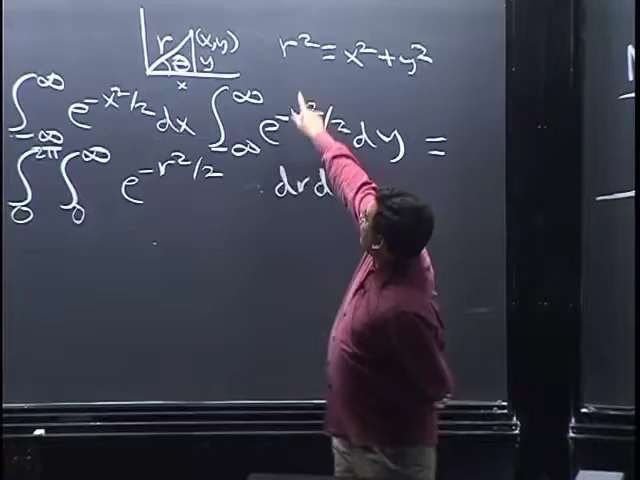 r (x,y) r² = x² + y²
θ y
x
∫_{-∞}^{∞} e^{-x²/2} dx ∫_{-∞}^{∞} e^{-y²/2} dy =
∫_0^{2π} ∫_0^∞ e^{-r²/2} dr d